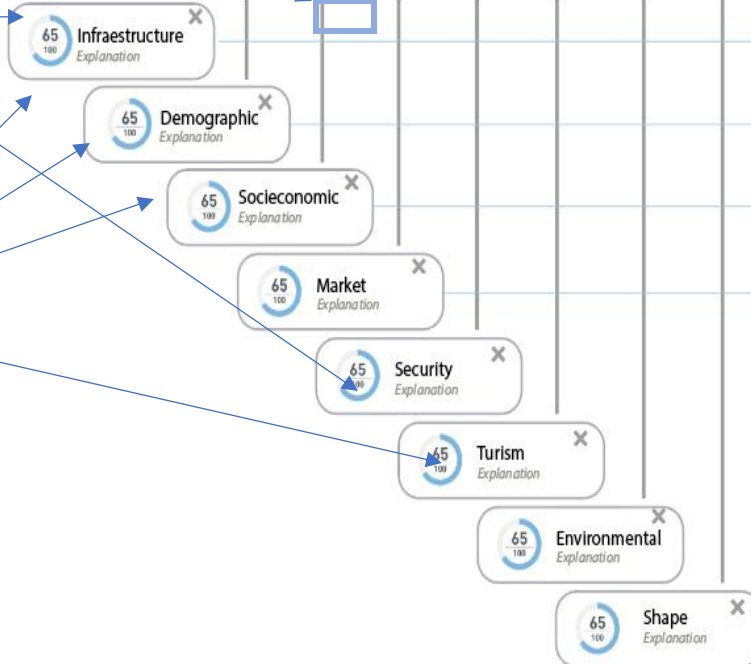 65
100
Infraestructure
Explanation
65
100
Demographic
Explanation
65
100
Socieconomic
Explanation
65
100
Market
Explanation
65
100
Security
Explanation
65
100
Turism
Explanation
65
100
Environmental
Explanation
65
100
Shape
Explanation